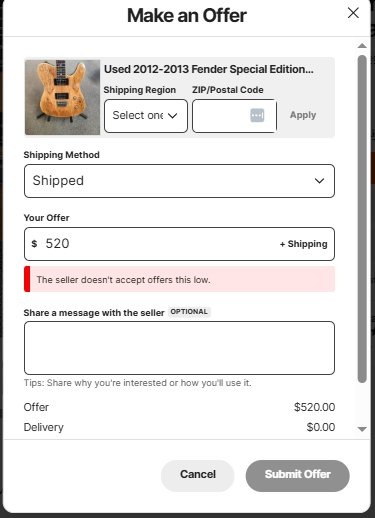 Make an Offer
Used 2012-2013 Fender Special Edition...
Shipping Region ZIP/Postal Code
Select one Apply
Shipping Method
Shipped
Your Offer
$ 520 + Shipping
The seller doesn't accept offers this low.
Share a message with the seller OPTIONAL
Tips: Share why you're interested or how you'll use it.
Offer $520.00
Delivery $0.00
Cancel Submit Offer